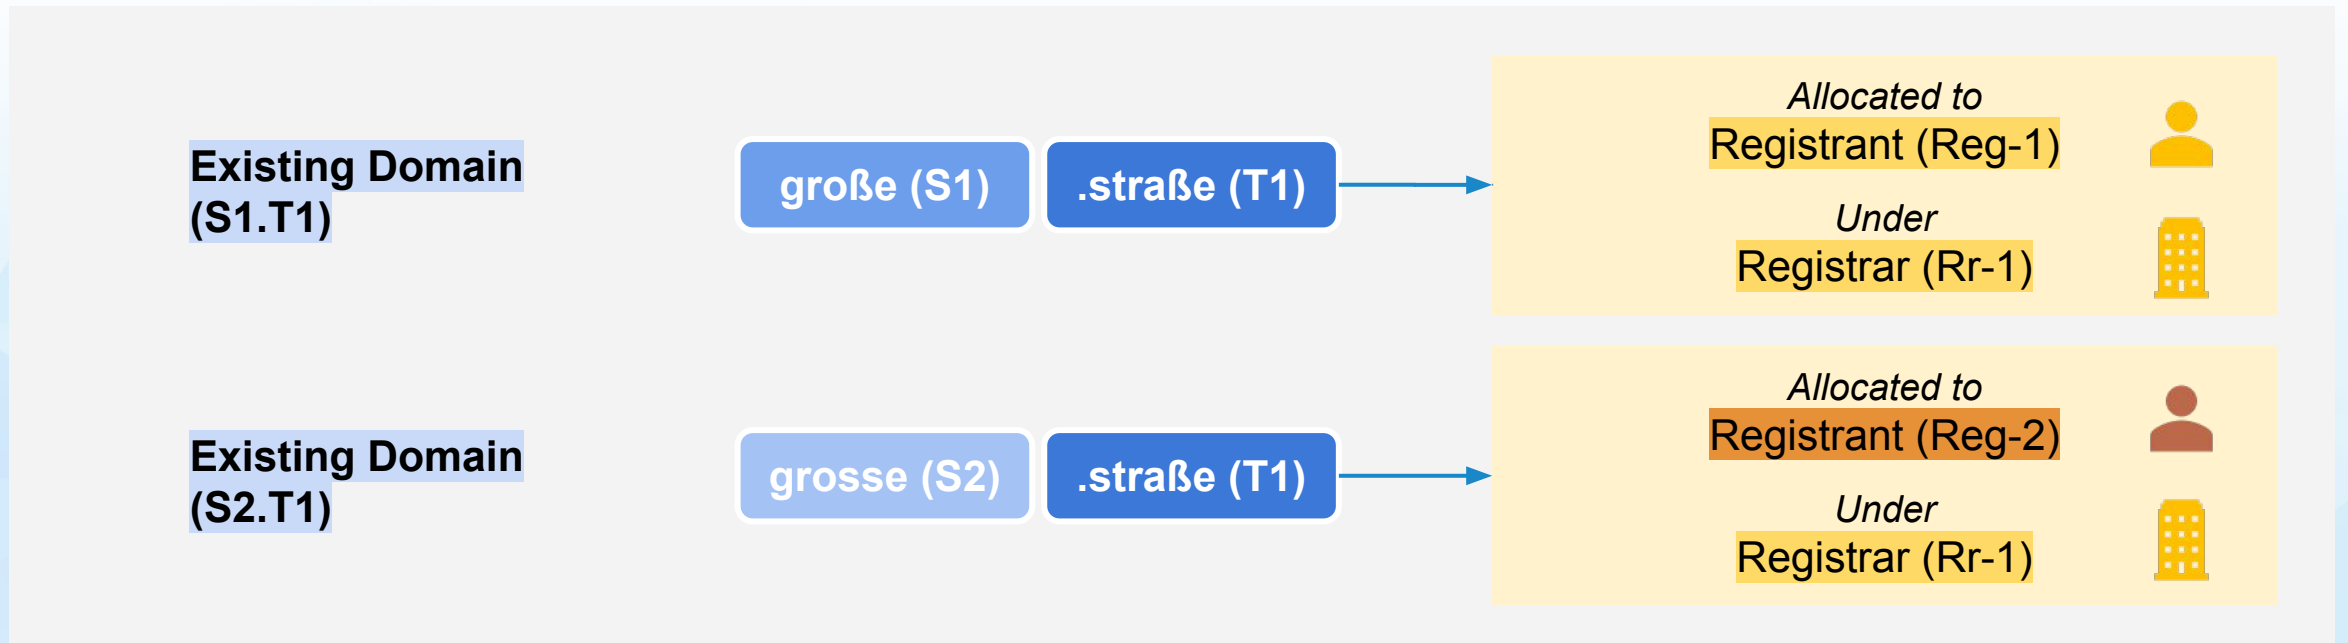 Existing Domain
(S1.T1)
große (S1)
.straße (T1)
Allocated to
Registrant (Reg-1)
Under
Registrar (Rr-1)
Existing Domain
(S2.T1)
grosse (S2)
.straße (T1)
Allocated to
Registrant (Reg-2)
Under
Registrar (Rr-1)